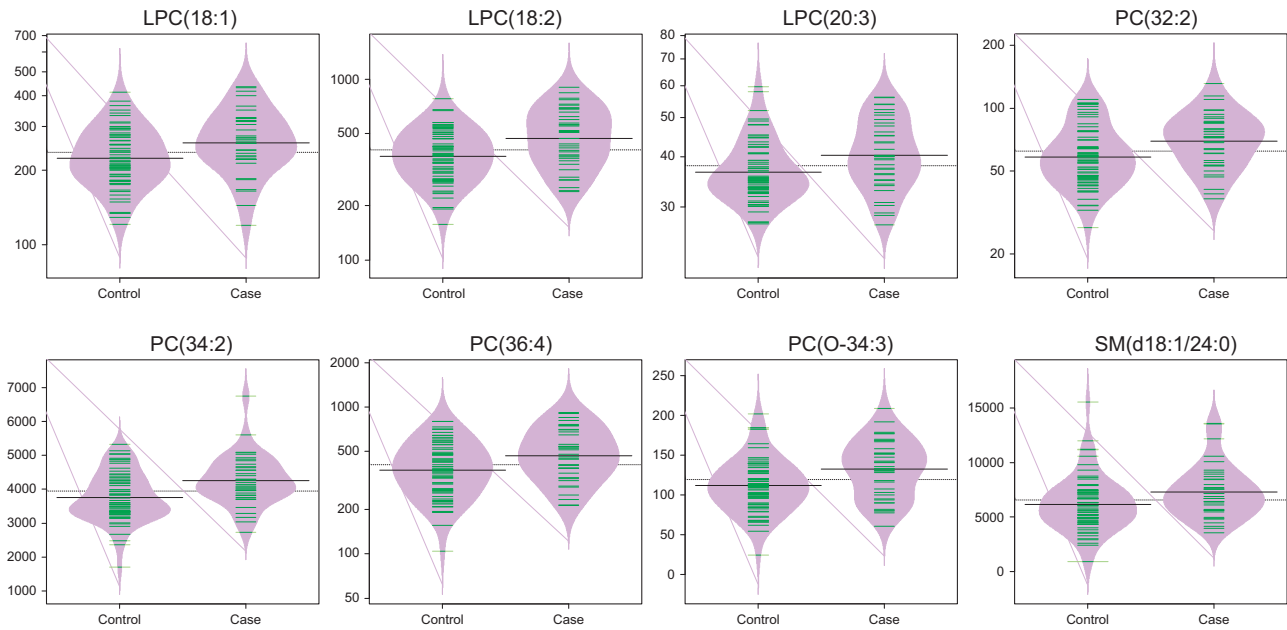 LPC(18:1)
700
500
400
300
200
100
Control
Case
LPC(18:2)
1000
500
200
100
Control
Case
LPC(20:3)
80
70
60
50
40
30
Control
Case
PC(32:2)
200
100
50
20
Control
Case
PC(34:2)
7000
6000
5000
4000
3000
2000
1000
Control
Case
PC(36:4)
2000
1000
500
200
100
50
Control
Case
PC(O-34:3)
250
200
150
100
50
0
Control
Case
SM(d18:1/24:0)
15000
10000
5000
0
Control
Case